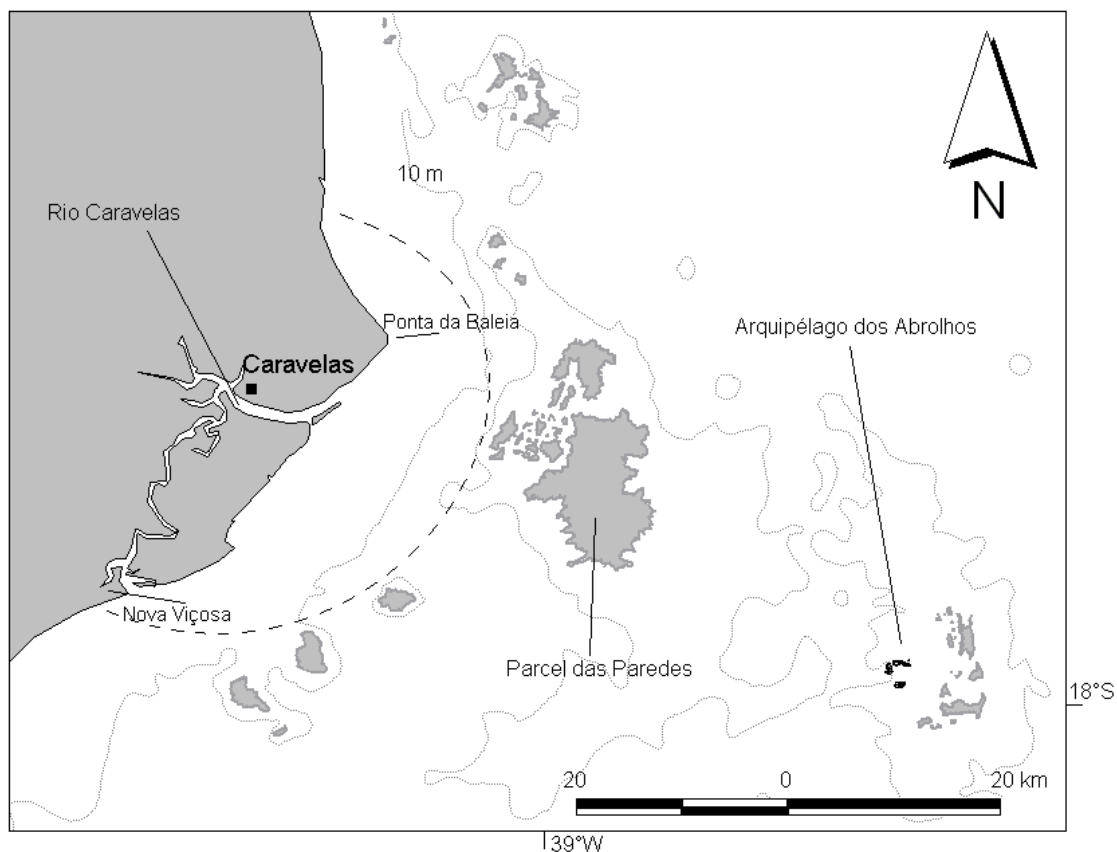 10 m
N
Rio Caravelas
Ponta da Baleia
Arquipélago dos Abrolhos
Caravelas
Nova Viçosa
Parcel das Paredes
18°S
20 0 20 km
39°W